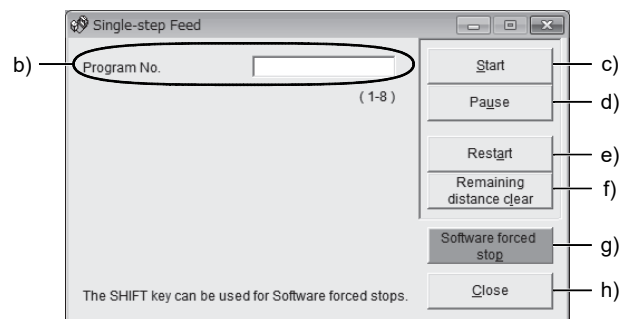 Single-step Feed
b)
Program No.
( 1-8 )
Start
c)
Pause
d)
Restart
e)
Remaining
distance clear
f)
Software forced
stop
g)
The SHIFT key can be used for Software forced stops.
Close
h)